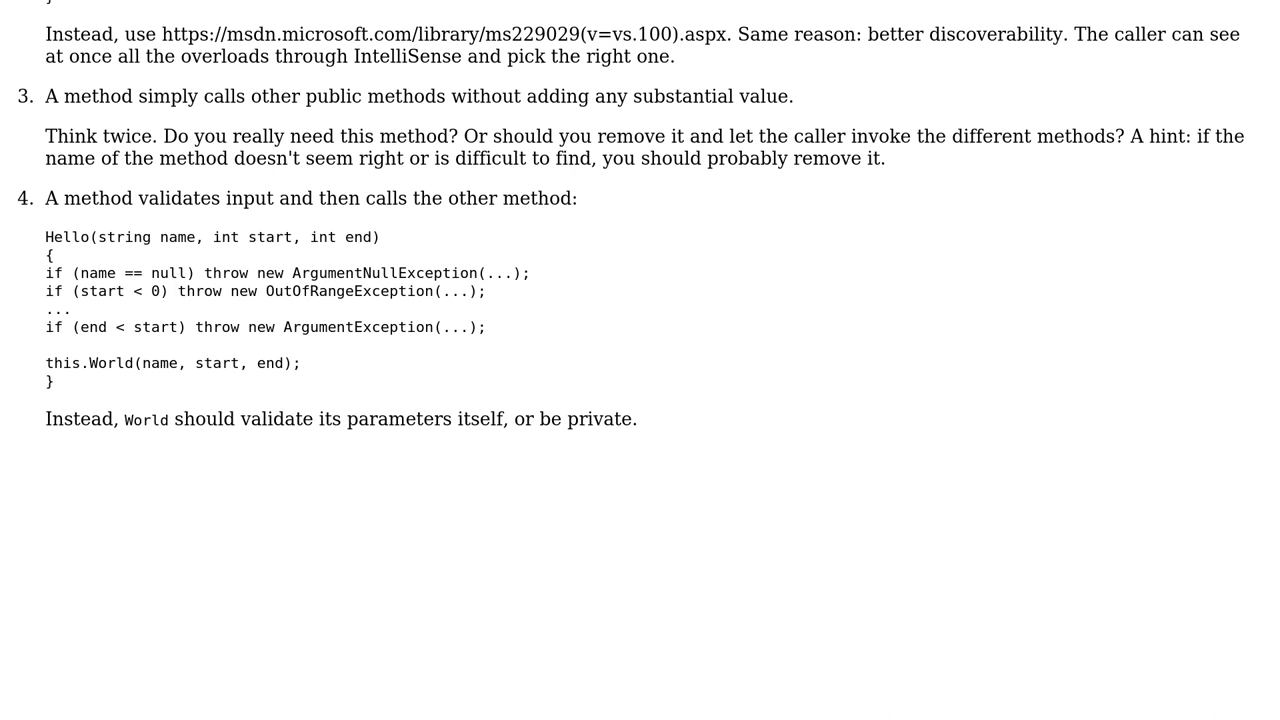 Instead, use https://msdn.microsoft.com/library/ms229029(v=vs.100).aspx. Same reason: better discoverability. The caller can see
at once all the overloads through IntelliSense and pick the right one.
3. A method simply calls other public methods without adding any substantial value.
Think twice. Do you really need this method? Or should you remove it and let the caller invoke the different methods? A hint: if the
name of the method doesn't seem right or is difficult to find, you should probably remove it.
4. A method validates input and then calls the other method:
Hello(string name, int start, int end)
{
if (name == null) throw new ArgumentNullException(...);
if (start < 0) throw new OutOfRangeException(...);
...
if (end < start) throw new ArgumentException(...);
this.World(name, start, end);
}
Instead, World should validate its parameters itself, or be private.